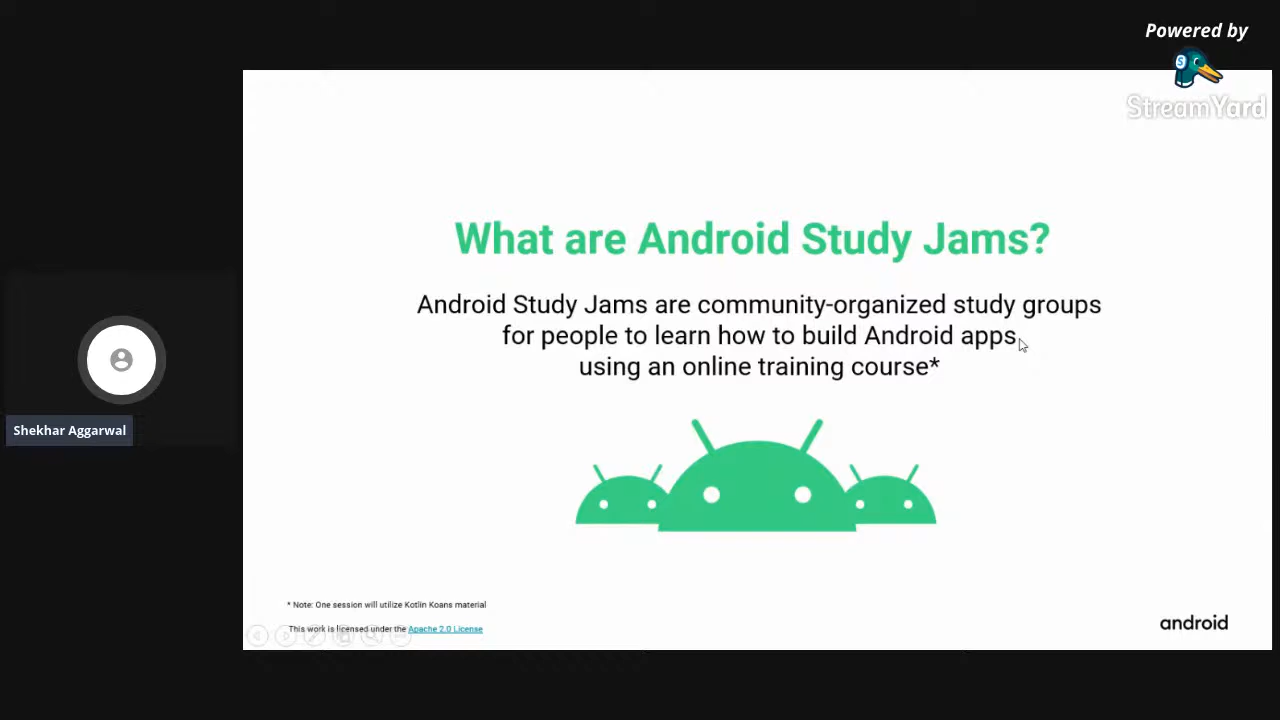 Powered by
StreamYard
What are Android Study Jams?
Android Study Jams are community-organized study groups
for people to learn how to build Android apps
using an online training course*
Shekhar Aggarwal
* Note: One session will utilize Kotlin Koans material
This work is licensed under the Apache 2.0 License
android